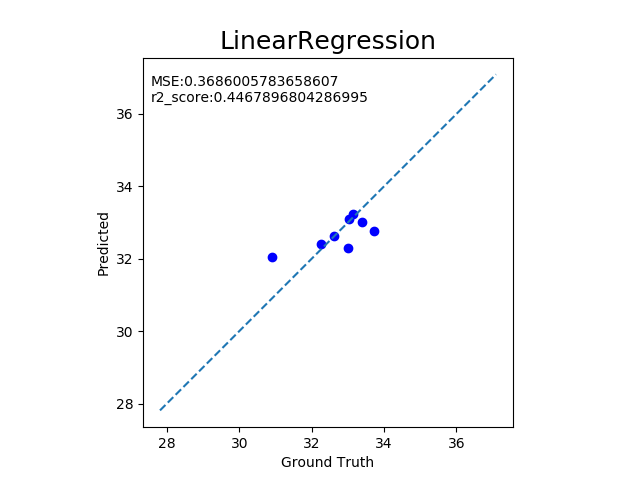 LinearRegression
MSE:0.3686005783658607
r2_score:0.4467896804286995
36
34
32
30
28
Predicted
28 30 32 34 36
Ground Truth